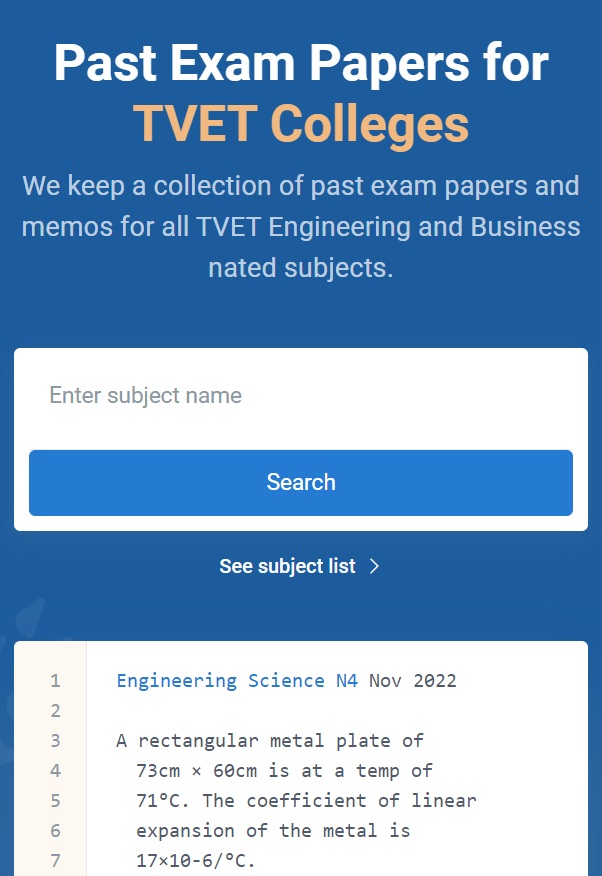 Past Exam Papers for
TVET Colleges
We keep a collection of past exam papers and
memos for all TVET Engineering and Business
nated subjects.
Enter subject name
Search
See subject list
1 Engineering Science N4 Nov 2022
2
3 A rectangular metal plate of
4 73cm × 60cm is at a temp of
5 71°C. The coefficient of linear
6 expansion of the metal is
7 17×10-6/°C.